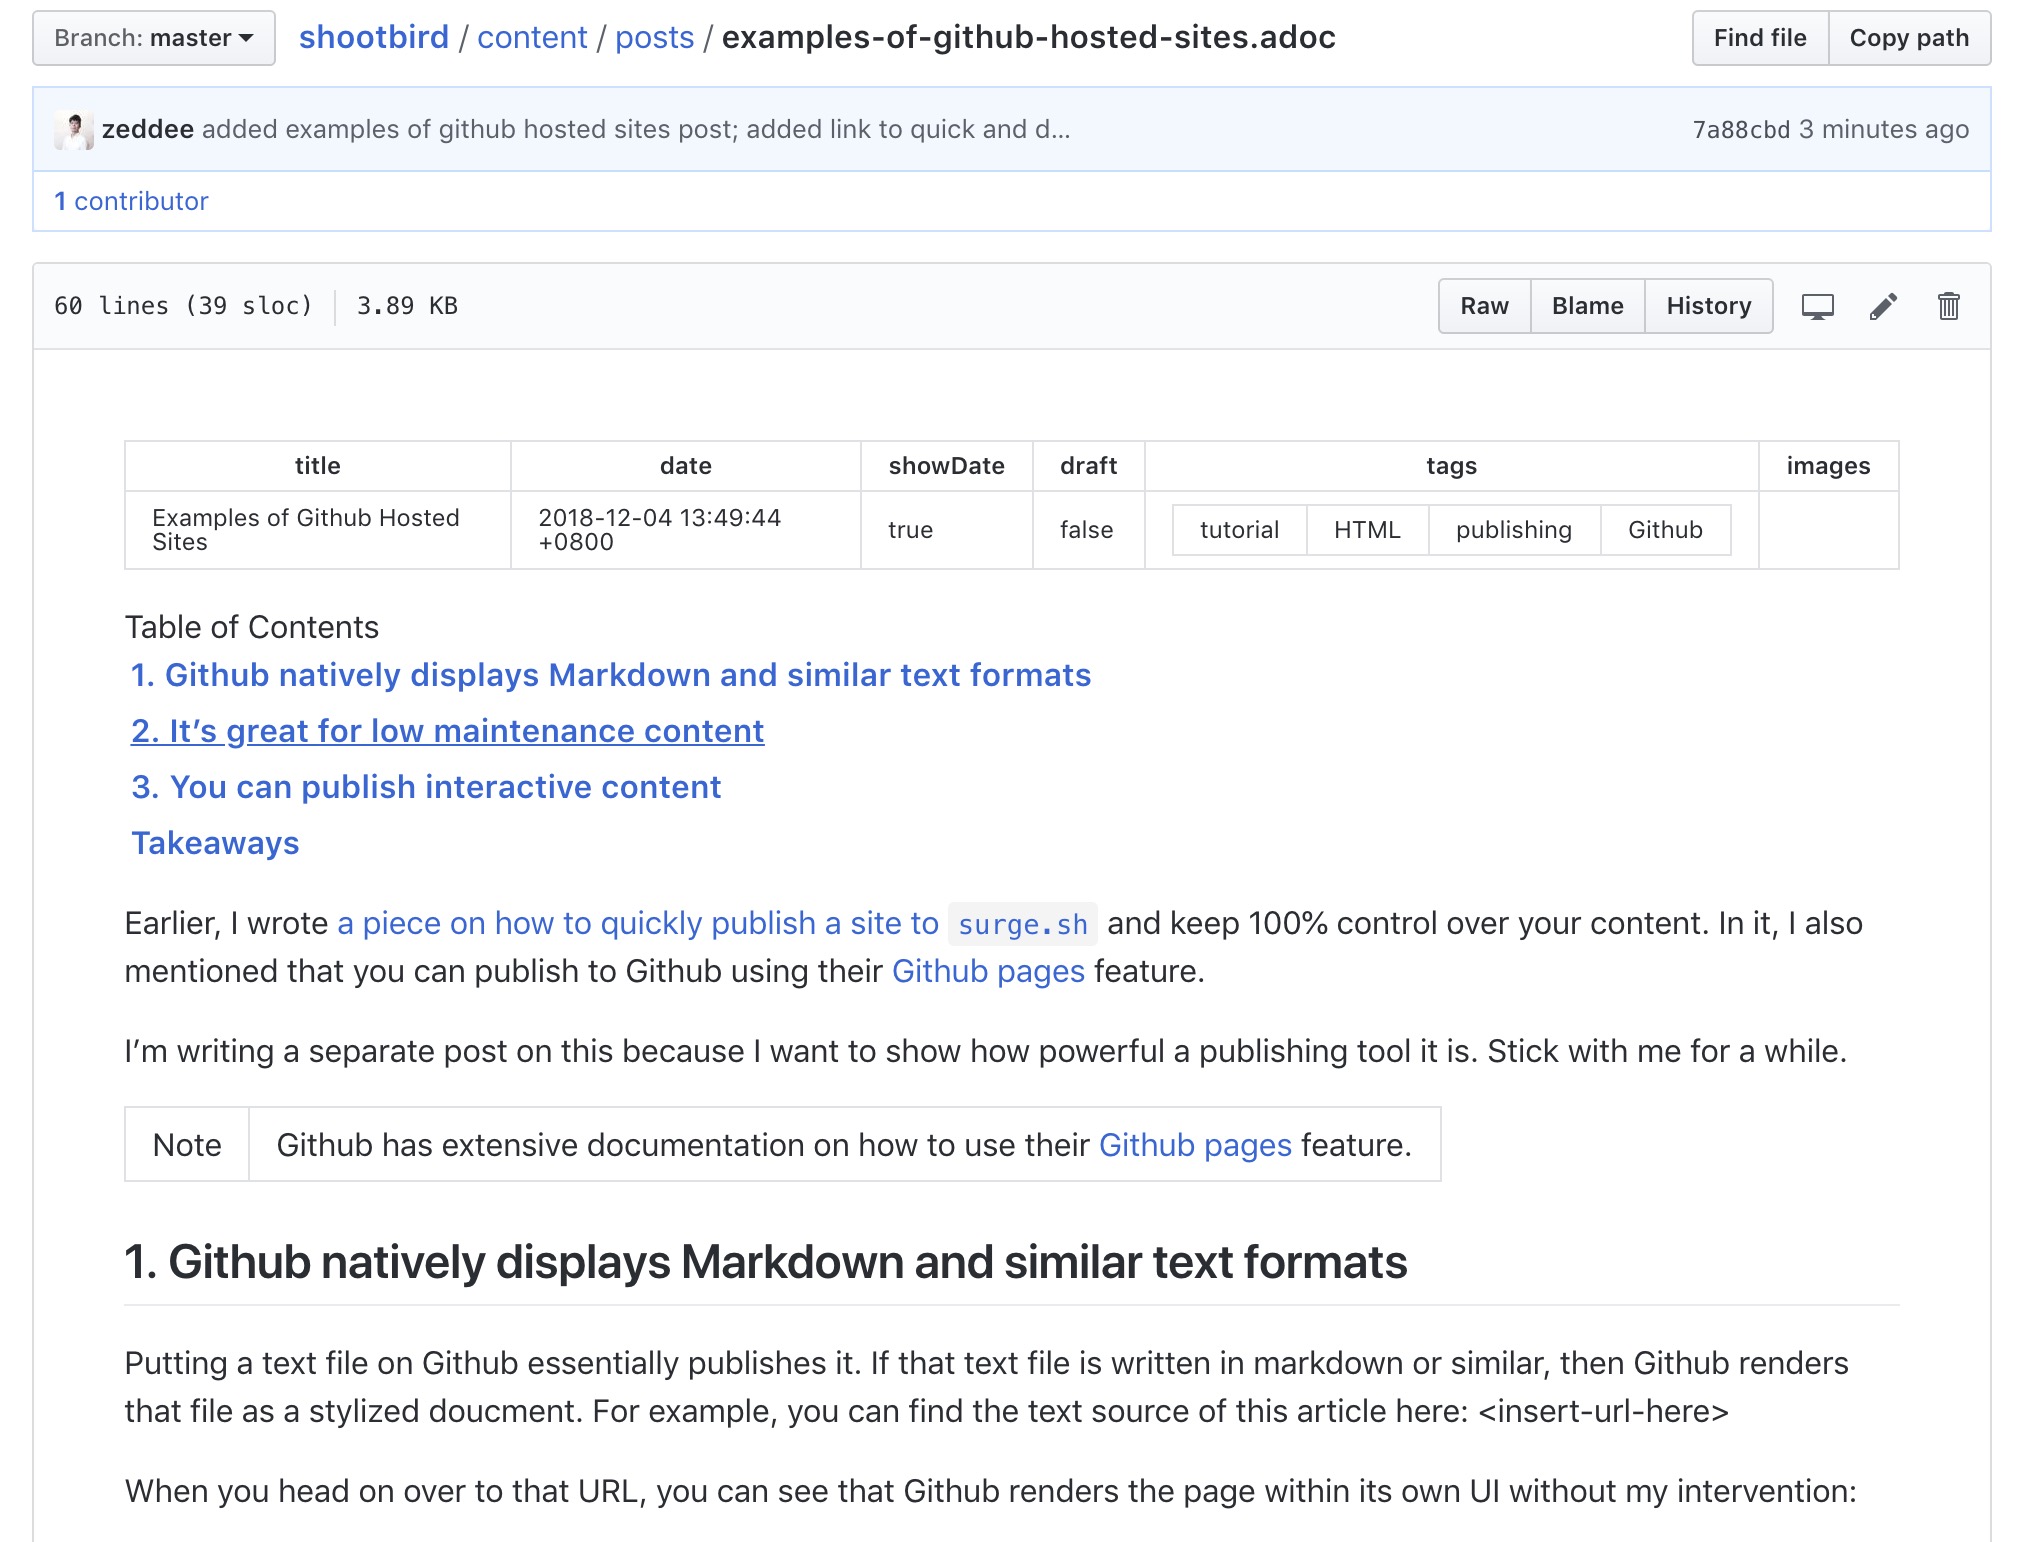 Branch: master
shootbird / content / posts / examples-of-github-hosted-sites.adoc
Find file
Copy path
zeddee added examples of github hosted sites post; added link to quick and d...
7a88cbd 3 minutes ago
1 contributor
60 lines (39 sloc)
3.89 KB
Raw
Blame
History
title date showDate draft tags images
Examples of Github Hosted
Sites
2018-12-04 13:49:44
+0800
true
false
tutorial HTML publishing Github
Table of Contents
1. Github natively displays Markdown and similar text formats
2. It’s great for low maintenance content
3. You can publish interactive content
Takeaways
Earlier, I wrote a piece on how to quickly publish a site to surge.sh and keep 100% control over your content. In it, I also
mentioned that you can publish to Github using their Github pages feature.
I’m writing a separate post on this because I want to show how powerful a publishing tool it is. Stick with me for a while.
Note
Github has extensive documentation on how to use their Github pages feature.
1. Github natively displays Markdown and similar text formats
Putting a text file on Github essentially publishes it. If that text file is written in markdown or similar, then Github renders
that file as a stylized doucment. For example, you can find the text source of this article here: <insert-url-here>
When you head on over to that URL, you can see that Github renders the page within its own UI without my intervention: